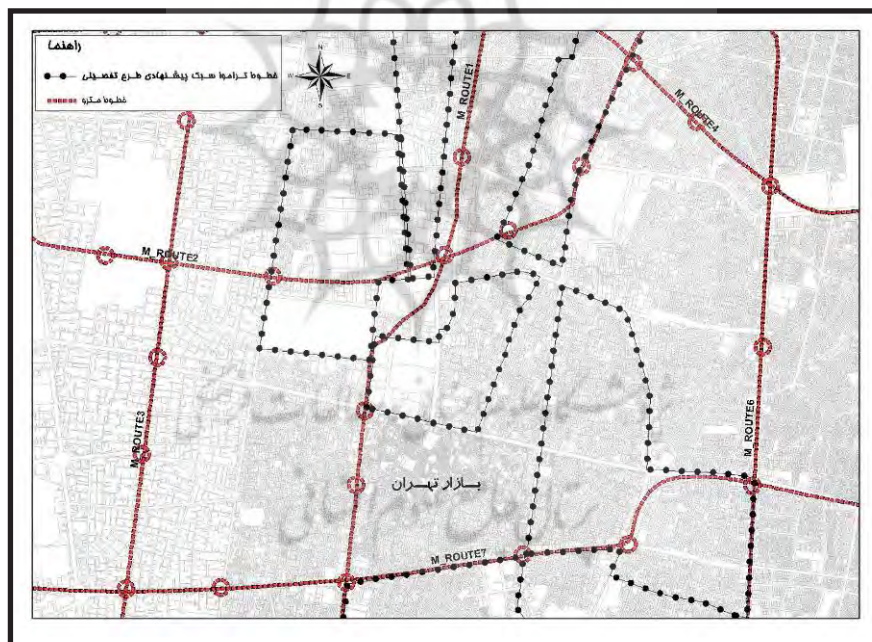 راهنما
خطوط تراموا سبک پیشنهادی طرح تفصیلی
خطوط مترو
N
W
E
S
M_ROUTE1
M_ROUTE4
M_ROUTE2
M_ROUTE3
M_ROUTE6
بازار تهران
M_ROUTE7